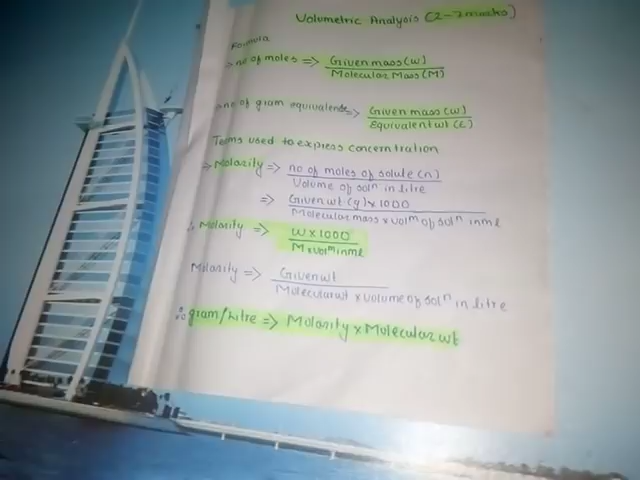 Volumetric Analysis (2-3 marks)
Formula
no of moles => Given mass (w)
Molecular Mass (M)
no of gram equivalents => Given mass (w)
Equivalent wt (E)
Terms used to express concentration
Molarity => no of moles of solute (n)
Volume of solⁿ in litre
=> Given wt (g) x 1000
Molecular mass x volᵐ of solⁿ in ml
∴ Molarity => w x 1000
M x volᵐ in ml
Molarity => Given wt
Molecular wt x volume of solⁿ in litre
∴ gram/Litre => Molarity x Molecular wt